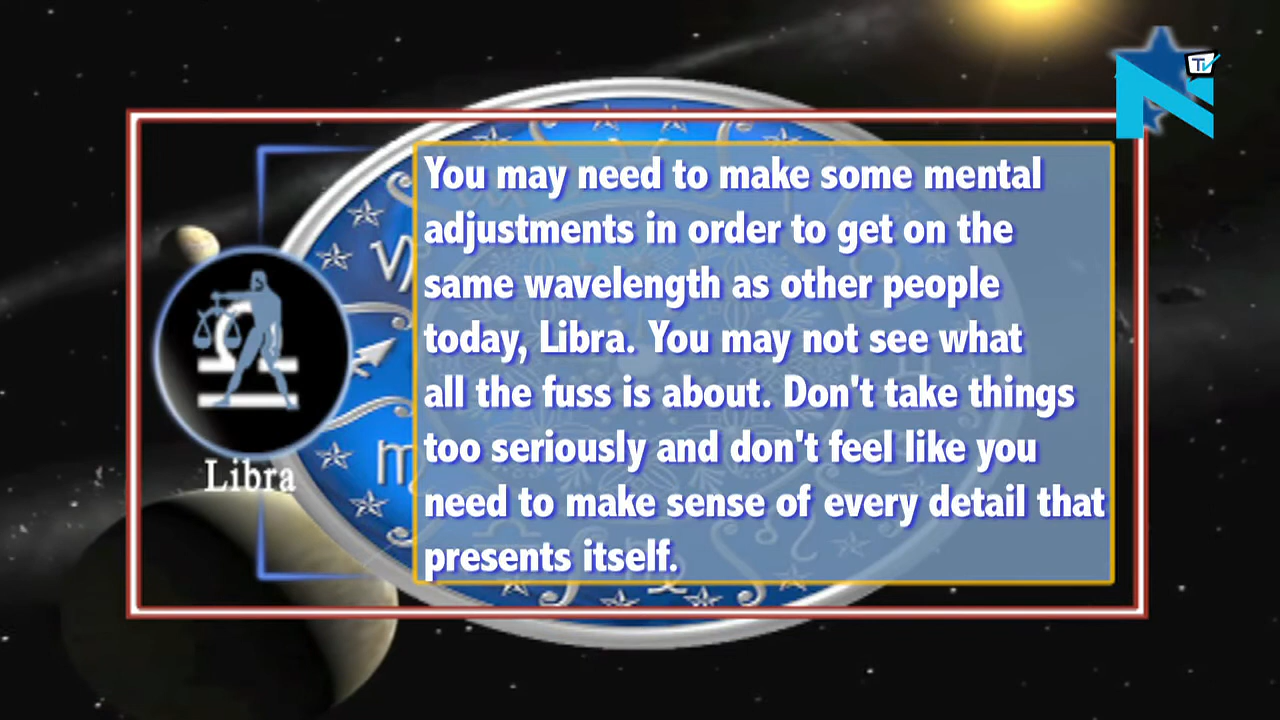 TV
You may need to make some mental
adjustments in order to get on the
same wavelength as other people
today, Libra. You may not see what
all the fuss is about. Don't take things
too seriously and don't feel like you
need to make sense of every detail that
presents itself.
Libra